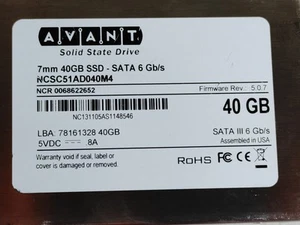 AVANT
Solid State Drive
7mm 40GB SSD - SATA 6 Gb/s
NCSC51AD040M4
NCR 0068622652
Firmware Rev.: 5.0.7
NC131105AS1148546
40 GB
LBA: 78161328 40GB
SATA III 6 Gb/s
5VDC .8A
Assembled in USA
Warranty is void if label or
cover is damaged or removed.
RoHS
CE